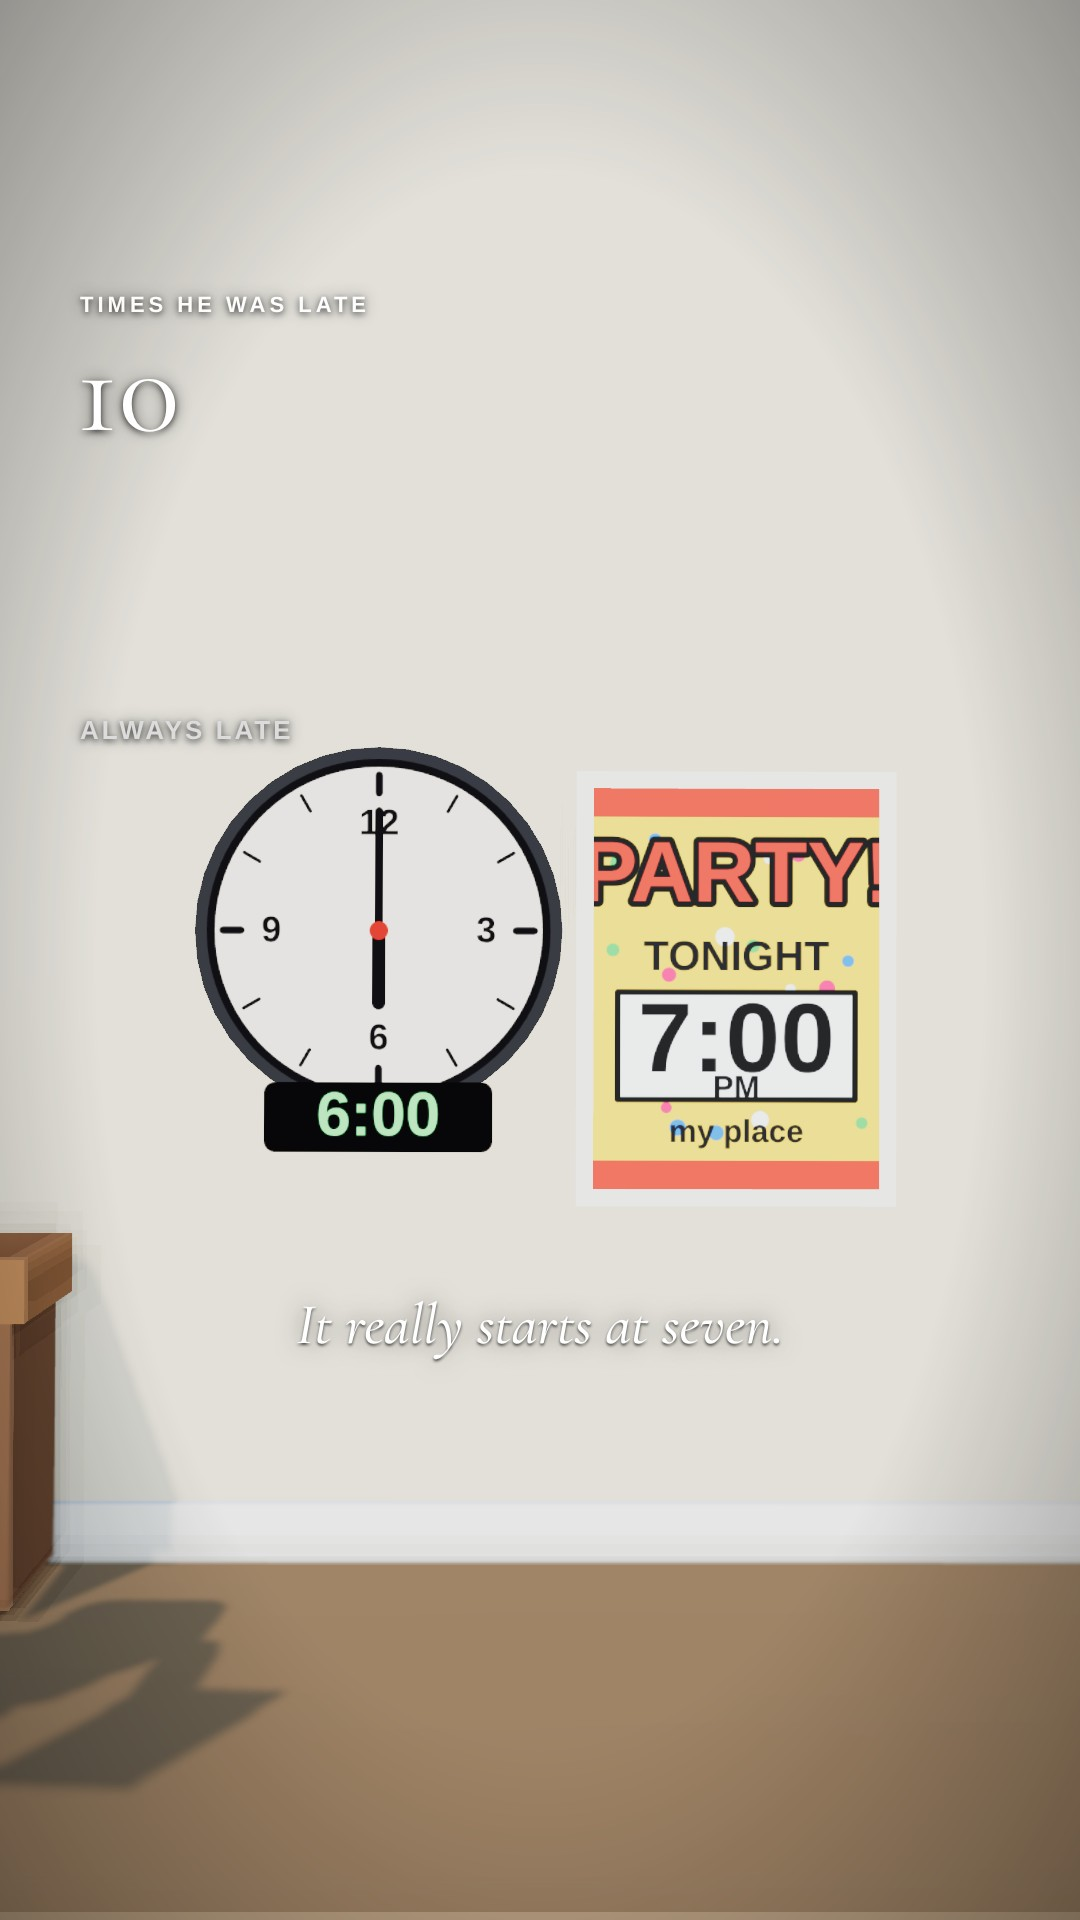 TIMES HE WAS LATE
10
ALWAYS LATE
12
9
3
6
6:00
PARTY!
TONIGHT
7:00
PM
my place
It really starts at seven.